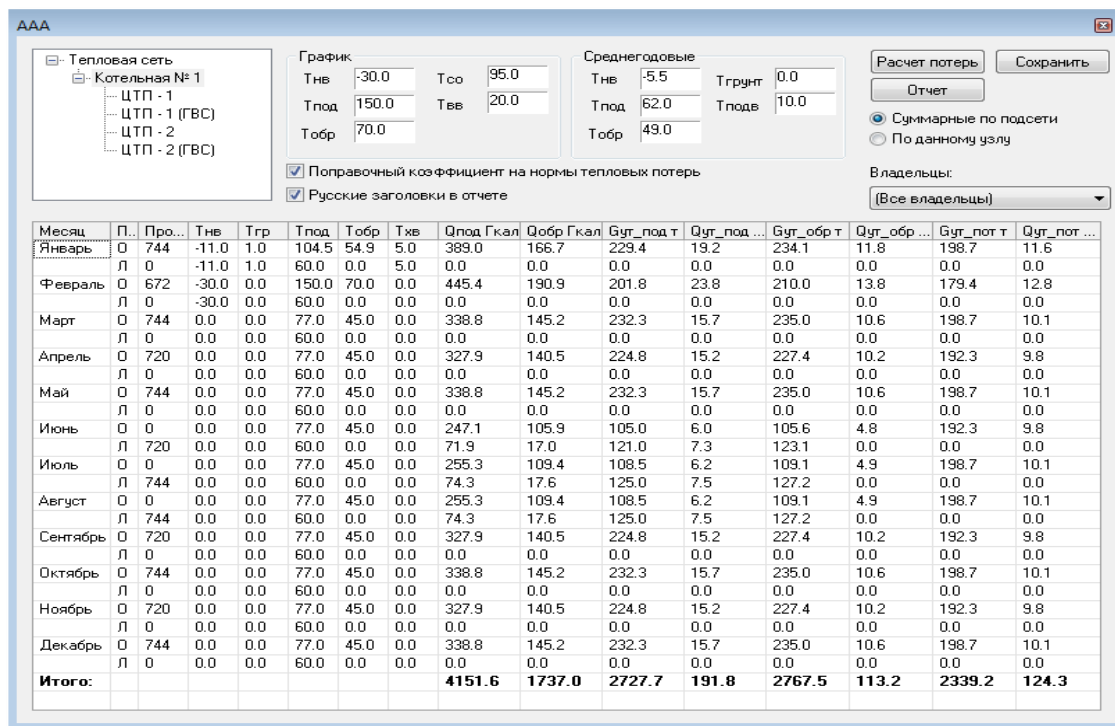 AAA
Тепловая сеть
Котельная № 1
ЦТП - 1
ЦТП - 1 (ГВС)
ЦТП - 2
ЦТП - 2 (ГВС)
График
Тнв -30.0 Тсо 95.0
Тпод 150.0 Твв 20.0
Тобр 70.0
Среднегодовые
Тнв -5.5 Тгрунт 0.0
Тпод 62.0 Тподв 10.0
Тобр 49.0
Расчет потерь Сохранить
Отчет
Суммарные по подсети
По данному узлу
Поправочный коэффициент на нормы тепловых потерь
Русские заголовки в отчете
Владельцы:
(Все владельцы)
Месяц П.. Про... Тнв Тгр Тпод Тобр Тхв Qпод Гкал Qобр Гкал Gут_под т Qут_под ... Gут_обр т Qут_обр ... Gут_пот т Qут_пот ...
Январь О 744 -11.0 1.0 104.5 54.9 5.0 389.0 166.7 229.4 19.2 234.1 11.8 198.7 11.6
Л 0 -11.0 1.0 60.0 0.0 5.0 0.0 0.0 0.0 0.0 0.0 0.0 0.0 0.0
Февраль О 672 -30.0 0.0 150.0 70.0 0.0 445.4 190.9 201.8 23.8 210.0 13.8 179.4 12.8
Л 0 -30.0 0.0 60.0 0.0 0.0 0.0 0.0 0.0 0.0 0.0 0.0 0.0 0.0
Март О 744 0.0 0.0 77.0 45.0 0.0 338.8 145.2 232.3 15.7 235.0 10.6 198.7 10.1
Л 0 0.0 0.0 60.0 0.0 0.0 0.0 0.0 0.0 0.0 0.0 0.0 0.0 0.0
Апрель О 720 0.0 0.0 77.0 45.0 0.0 327.9 140.5 224.8 15.2 227.4 10.2 192.3 9.8
Л 0 0.0 0.0 60.0 0.0 0.0 0.0 0.0 0.0 0.0 0.0 0.0 0.0 0.0
Май О 744 0.0 0.0 77.0 45.0 0.0 338.8 145.2 232.3 15.7 235.0 10.6 198.7 10.1
Л 0 0.0 0.0 60.0 0.0 0.0 0.0 0.0 0.0 0.0 0.0 0.0 0.0 0.0
Июнь О 0 0.0 0.0 77.0 45.0 0.0 247.1 105.9 105.0 6.0 105.6 4.8 192.3 9.8
Л 720 0.0 0.0 60.0 0.0 0.0 71.9 17.0 121.0 7.3 123.1 0.0 0.0 0.0
Июль О 0 0.0 0.0 77.0 45.0 0.0 255.3 109.4 108.5 6.2 109.1 4.9 198.7 10.1
Л 744 0.0 0.0 60.0 0.0 0.0 74.3 17.6 125.0 7.5 127.2 0.0 0.0 0.0
Август О 0 0.0 0.0 77.0 45.0 0.0 255.3 109.4 108.5 6.2 109.1 4.9 198.7 10.1
Л 744 0.0 0.0 60.0 0.0 0.0 74.3 17.6 125.0 7.5 127.2 0.0 0.0 0.0
Сентябрь О 720 0.0 0.0 77.0 45.0 0.0 327.9 140.5 224.8 15.2 227.4 10.2 192.3 9.8
Л 0 0.0 0.0 60.0 0.0 0.0 0.0 0.0 0.0 0.0 0.0 0.0 0.0 0.0
Октябрь О 744 0.0 0.0 77.0 45.0 0.0 338.8 145.2 232.3 15.7 235.0 10.6 198.7 10.1
Л 0 0.0 0.0 60.0 0.0 0.0 0.0 0.0 0.0 0.0 0.0 0.0 0.0 0.0
Ноябрь О 720 0.0 0.0 77.0 45.0 0.0 327.9 140.5 224.8 15.2 227.4 10.2 192.3 9.8
Л 0 0.0 0.0 60.0 0.0 0.0 0.0 0.0 0.0 0.0 0.0 0.0 0.0 0.0
Декабрь О 744 0.0 0.0 77.0 45.0 0.0 338.8 145.2 232.3 15.7 235.0 10.6 198.7 10.1
Л 0 0.0 0.0 60.0 0.0 0.0 0.0 0.0 0.0 0.0 0.0 0.0 0.0 0.0
Итого: 4151.6 1737.0 2727.7 191.8 2767.5 113.2 2339.2 124.3